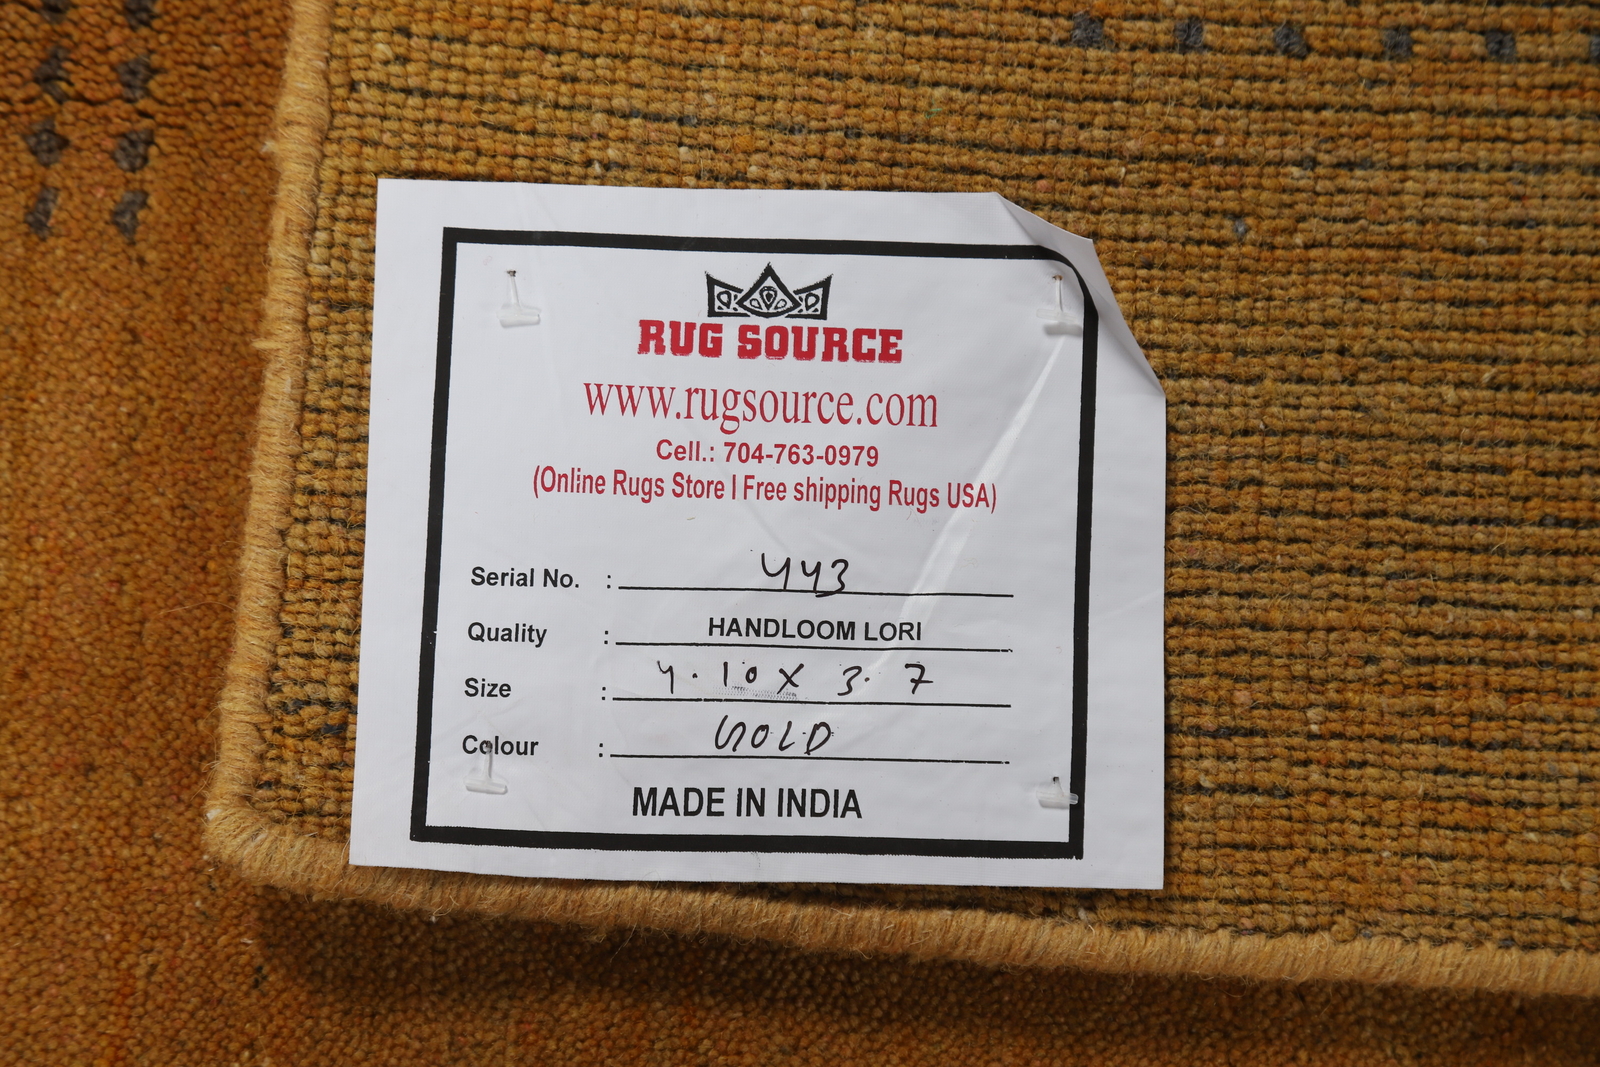 RUG SOURCE
www.rugsource.com
Cell.: 704-763-0979
(Online Rugs Store I Free shipping Rugs USA)
Serial No. : 443
Quality : HANDLOOM LORI
Size : 4.10 X 3.7
Colour : GOLD
MADE IN INDIA